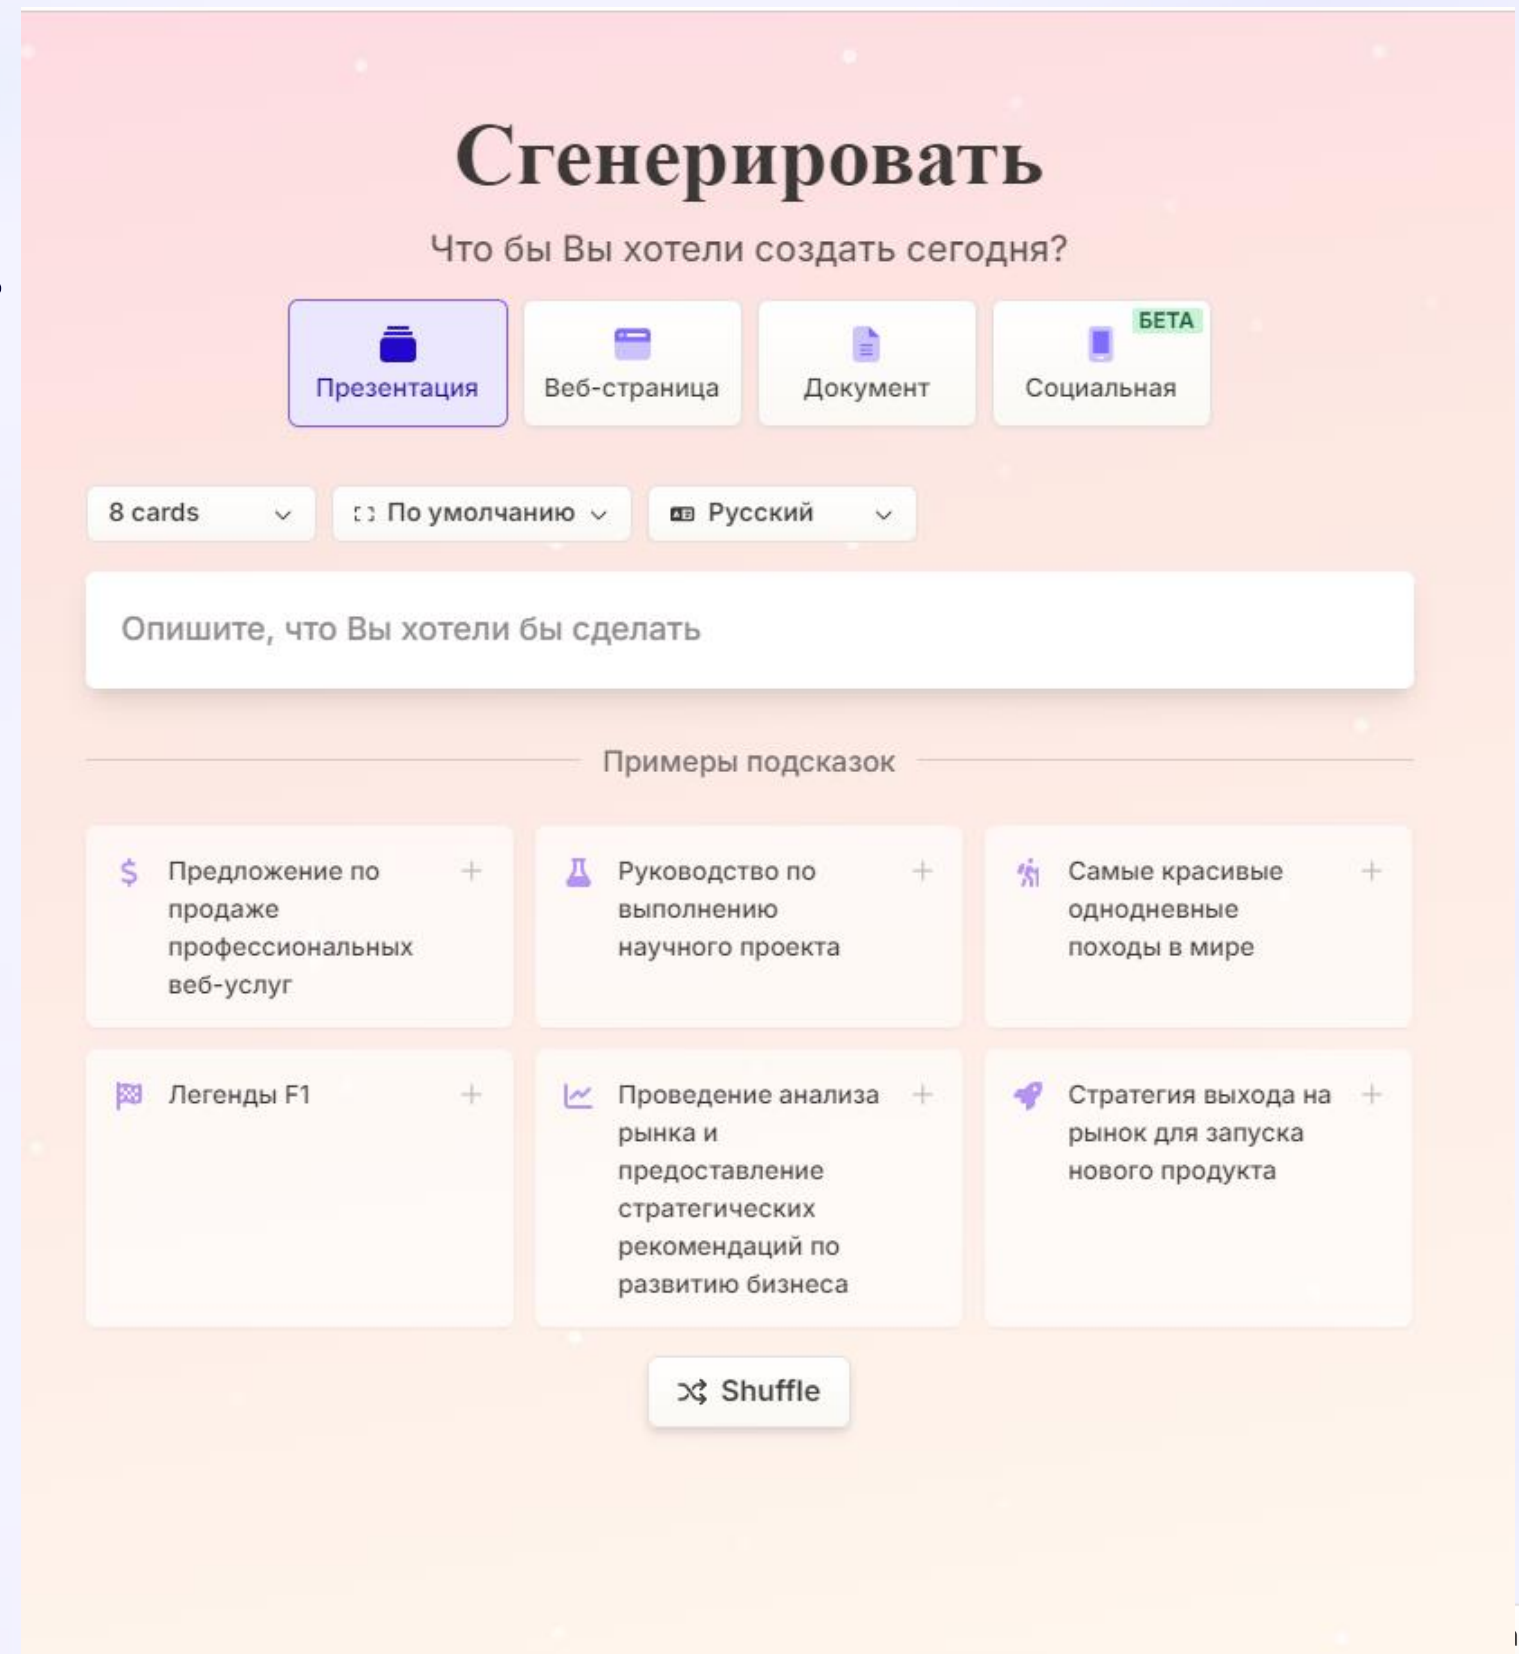 Сгенерировать
Что бы Вы хотели создать сегодня?
Презентация
Веб-страница
Документ
БЕТА
Социальная
8 cards
По умолчанию
Русский
Опишите, что Вы хотели бы сделать
Примеры подсказок
Предложение по
продаже
профессиональных
веб-услуг
Руководство по
выполнению
научного проекта
Самые красивые
однодневные
походы в мире
Легенды F1
Проведение анализа
рынка и
предоставление
стратегических
рекомендаций по
развитию бизнеса
Стратегия выхода на
рынок для запуска
нового продукта
Shuffle